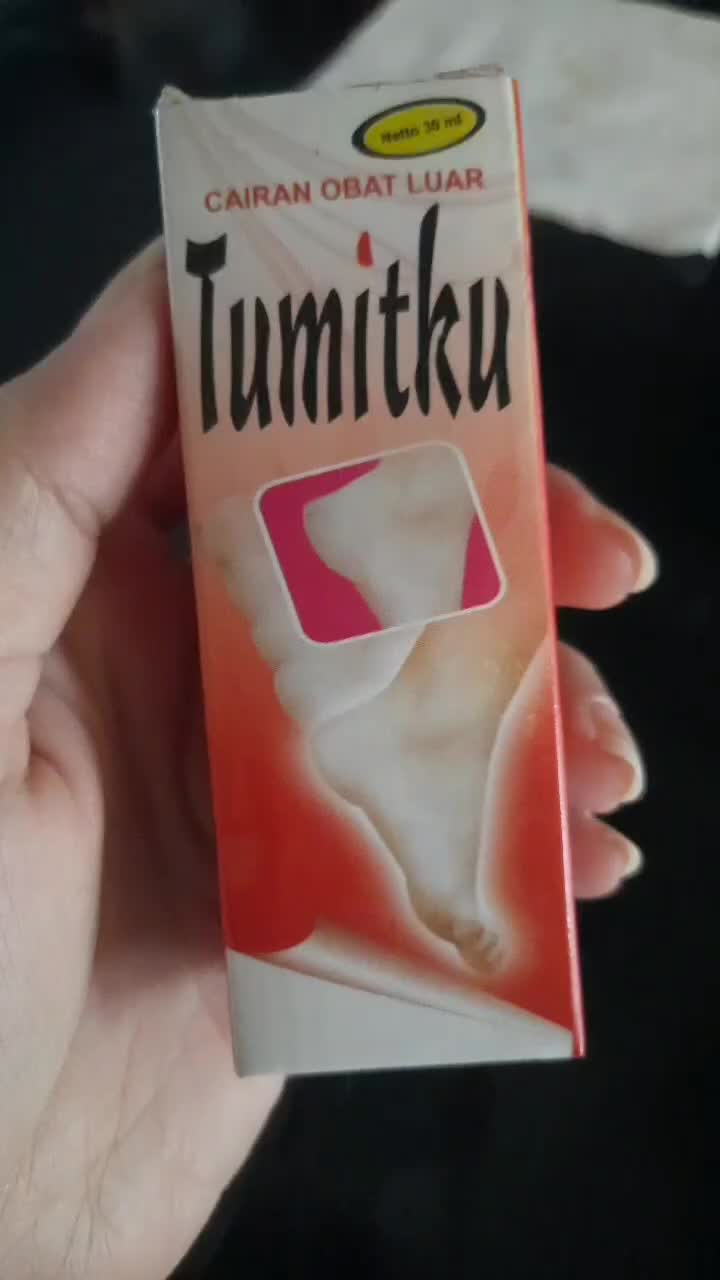 Netto 30 ml
CAIRAN OBAT LUAR
Tumitku